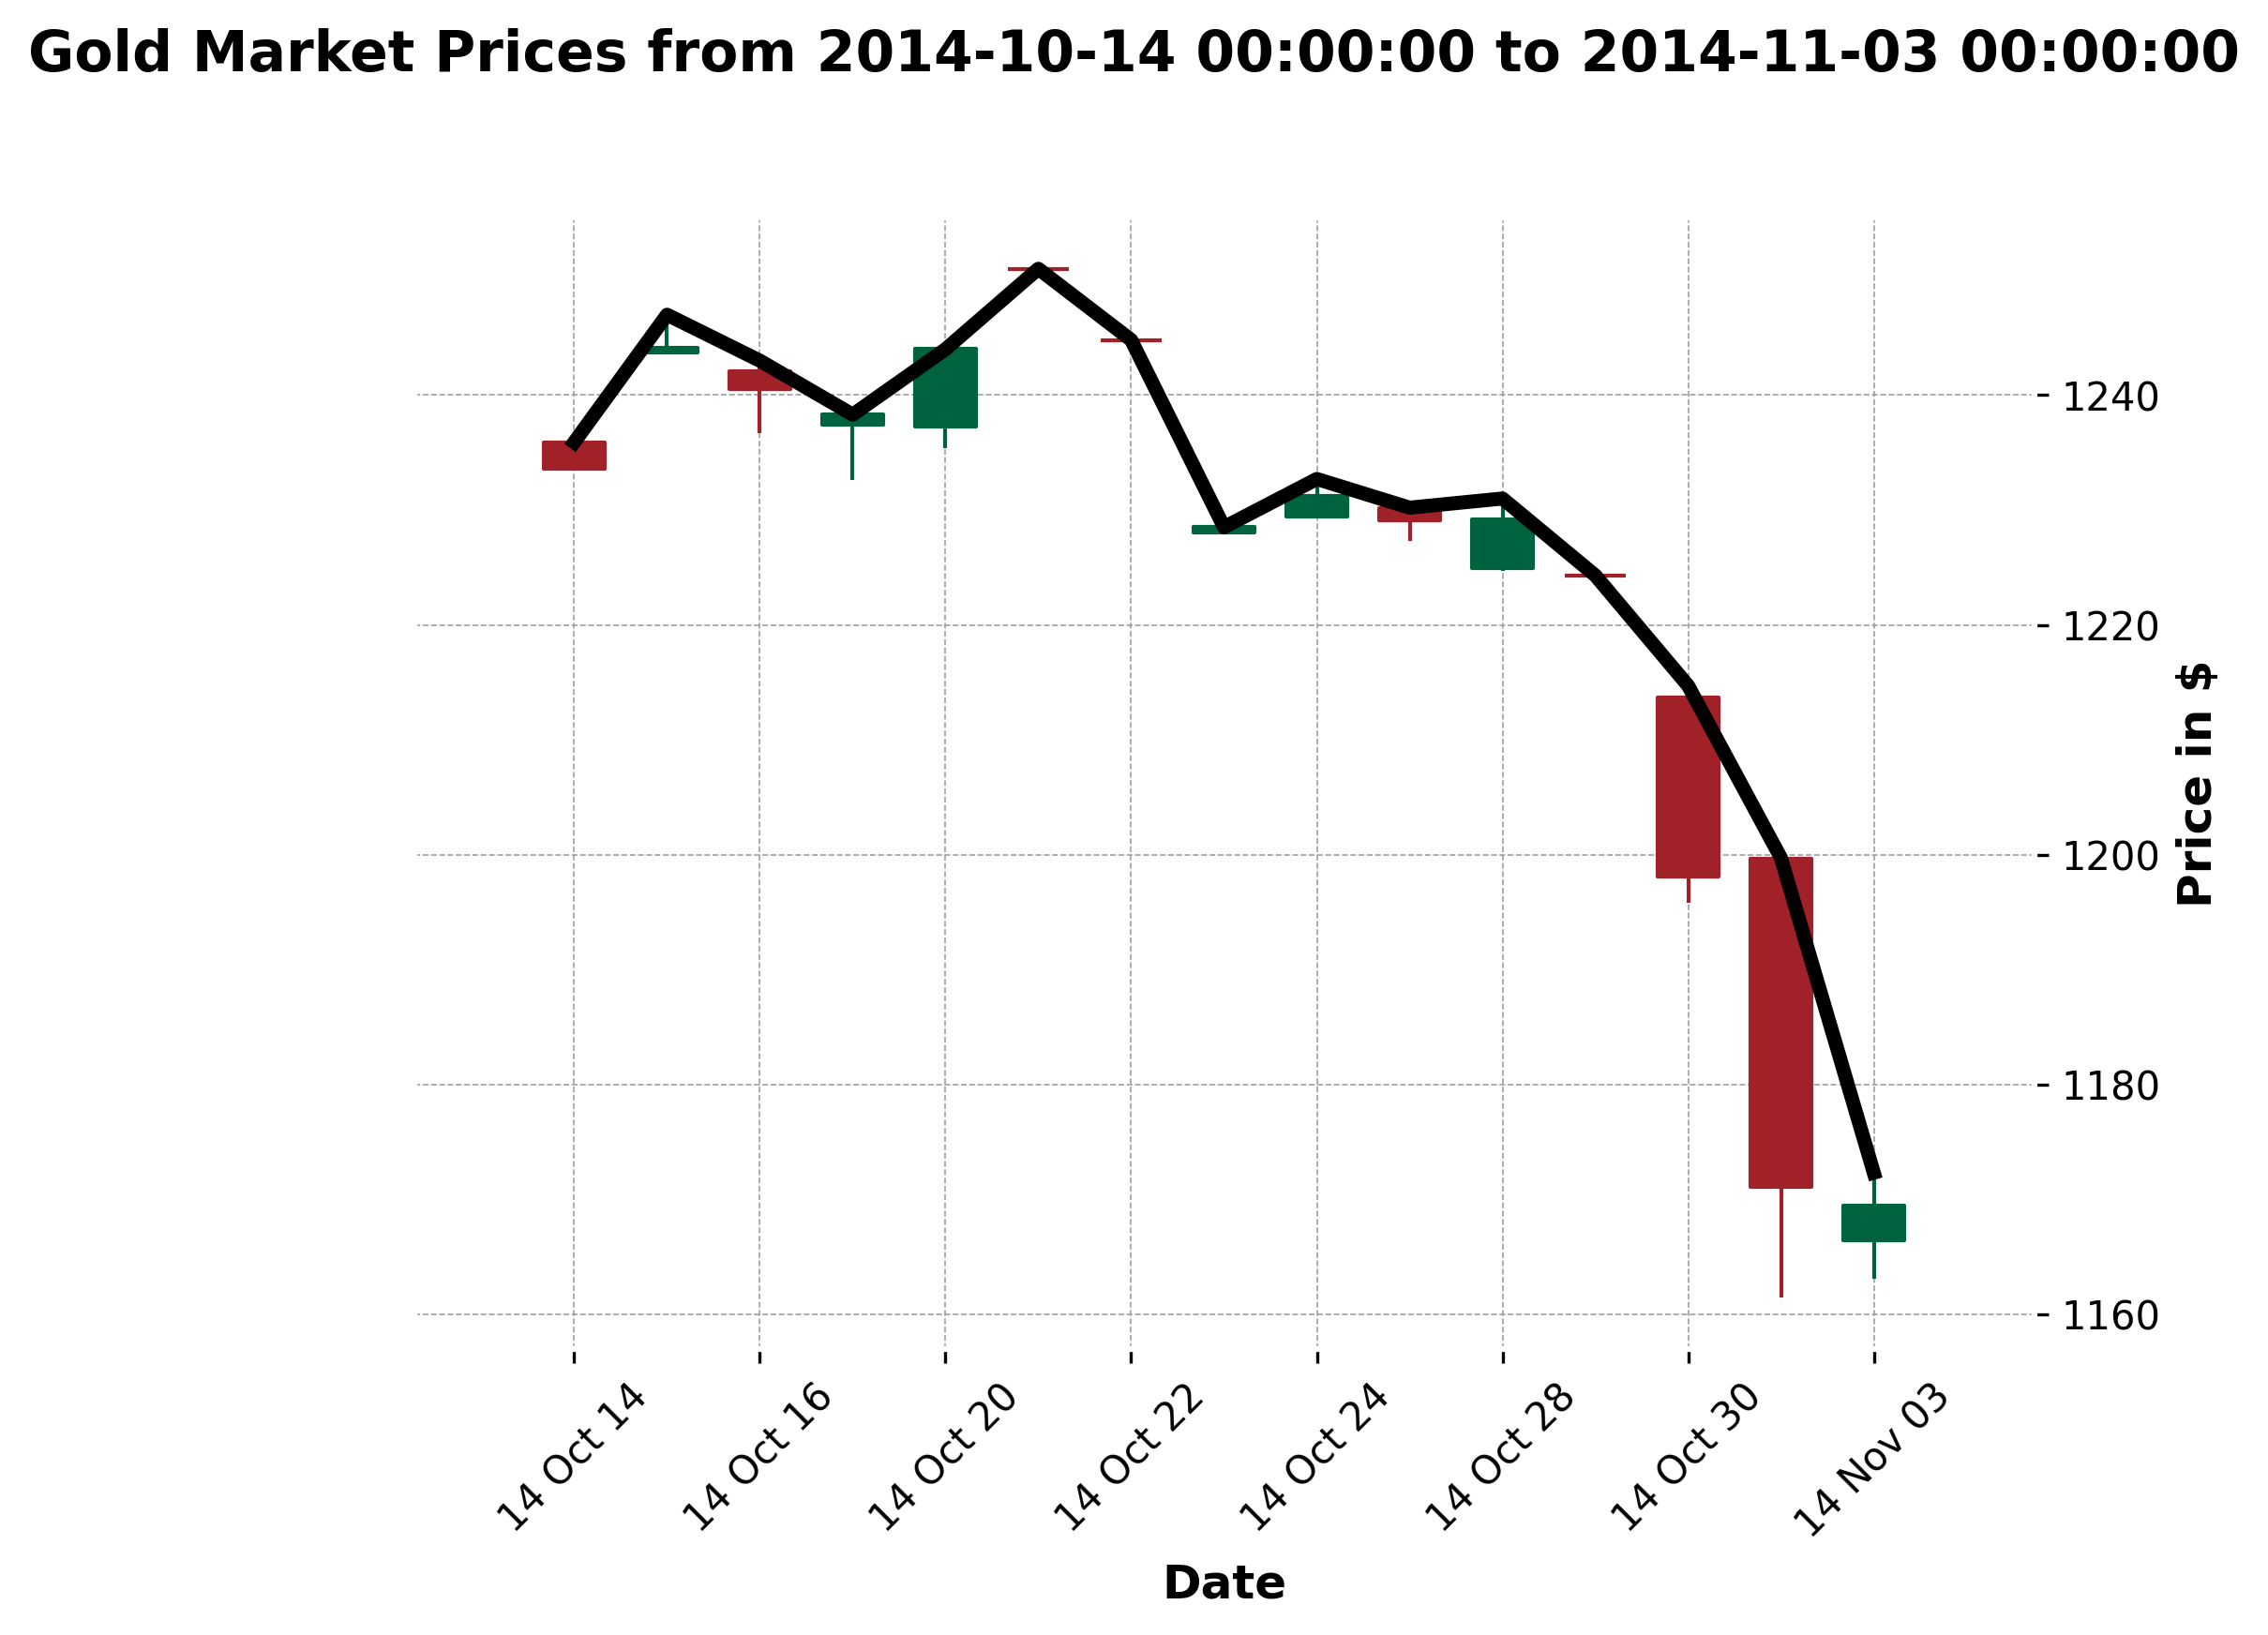 Gold Market Prices from 2014-10-14 00:00:00 to 2014-11-03 00:00:00
1240
1220
1200
1180
1160
Price in $
14 Oct 14
14 Oct 16
14 Oct 20
14 Oct 22
14 Oct 24
14 Oct 28
14 Oct 30
14 Nov 03
Date